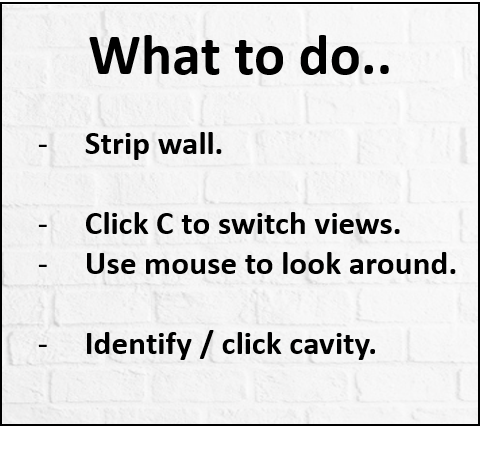 What to do..
- Strip wall.
- Click C to switch views.
- Use mouse to look around.
- Identify / click cavity.